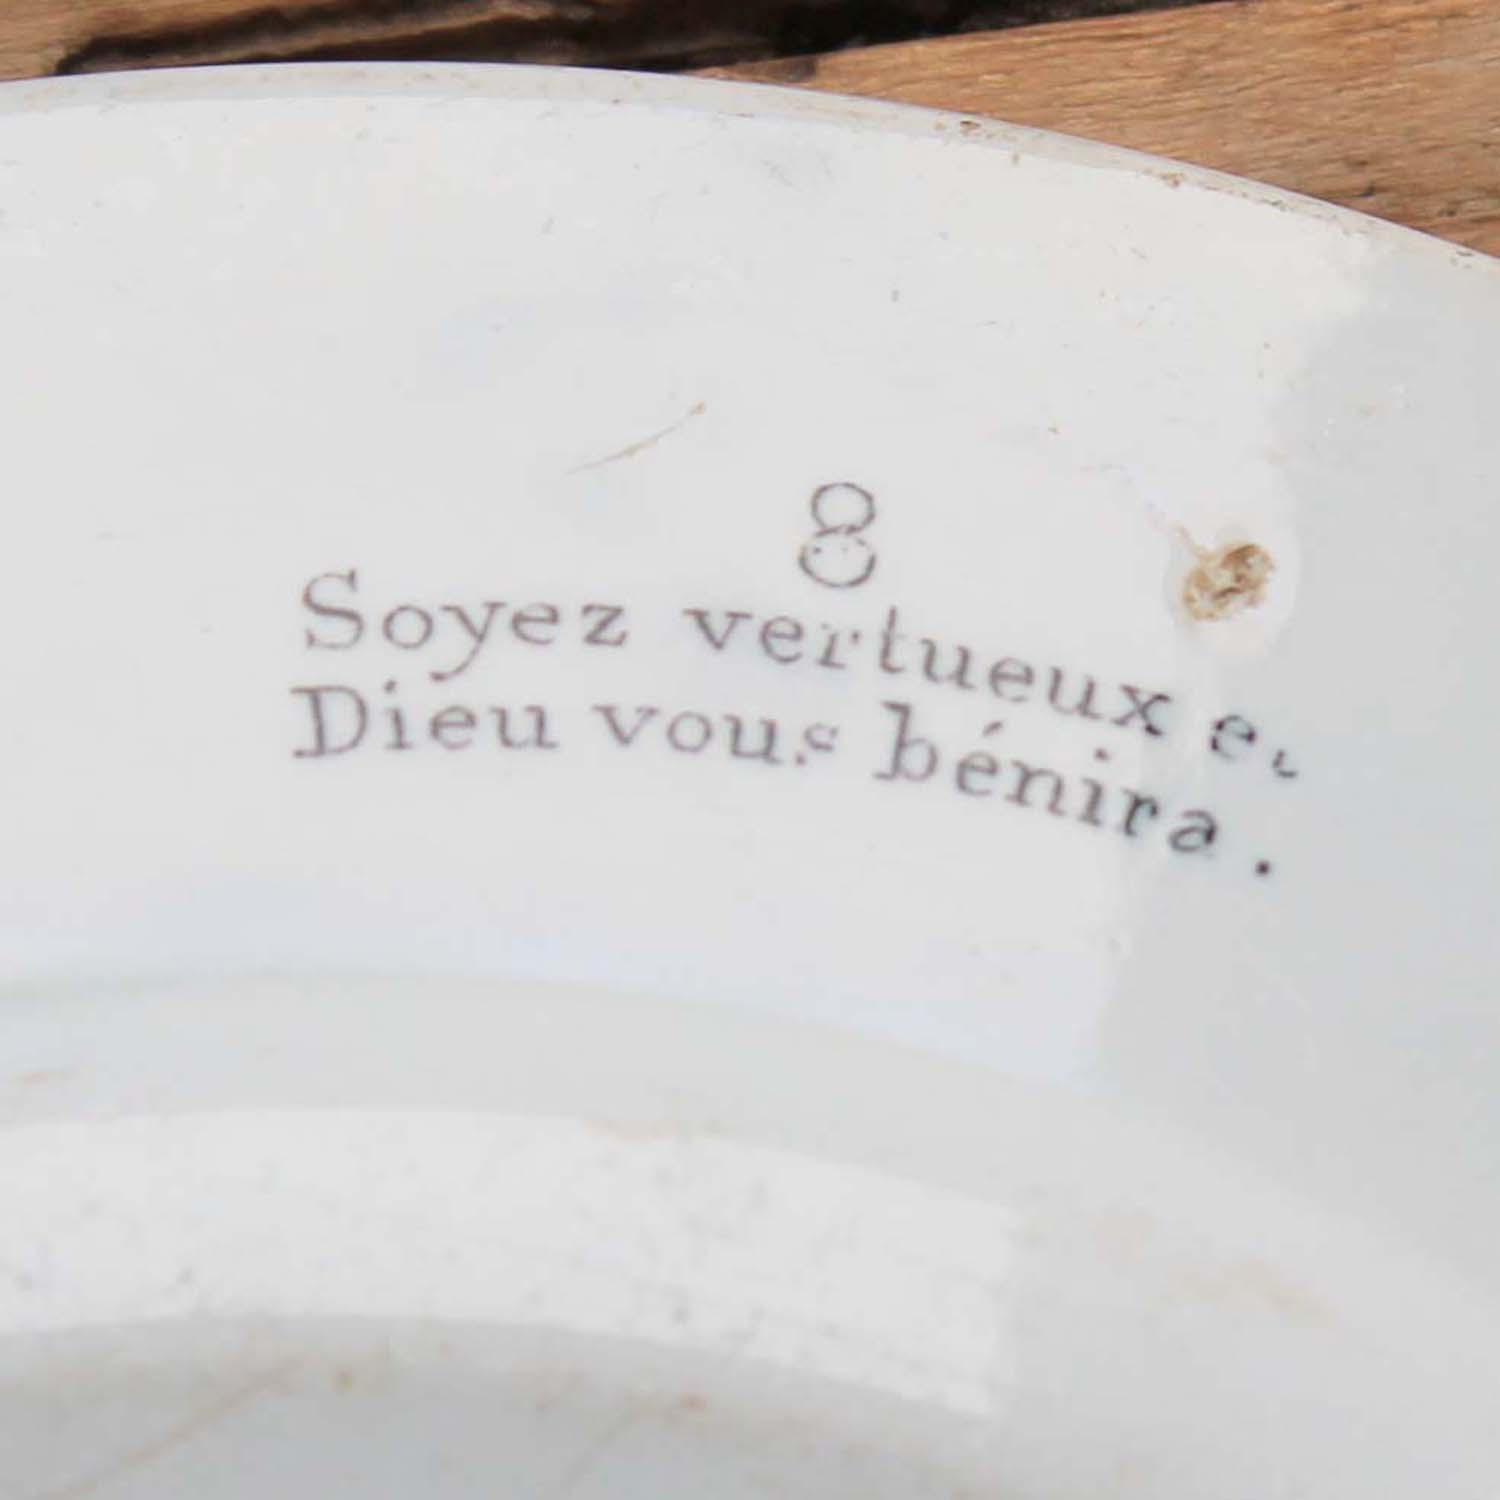 8
Soyez vertueux et
Dieu vous bénira.